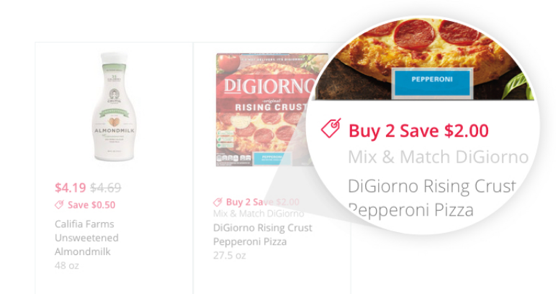 CALIFIA
ALMONDMILK
$4.19 $4.69
Save $0.50
Califia Farms
Unsweetened
Almondmilk
48 oz
DIGIORNO
original
RISING CRUST
Buy 2 Save $2.00
Mix & Match DiGiorno
DiGiorno Rising Crust
Pepperoni Pizza
27.5 oz
PEPPERONI
Buy 2 Save $2.00
Mix & Match DiGiorno
DiGiorno Rising Crust
Pepperoni Pizza